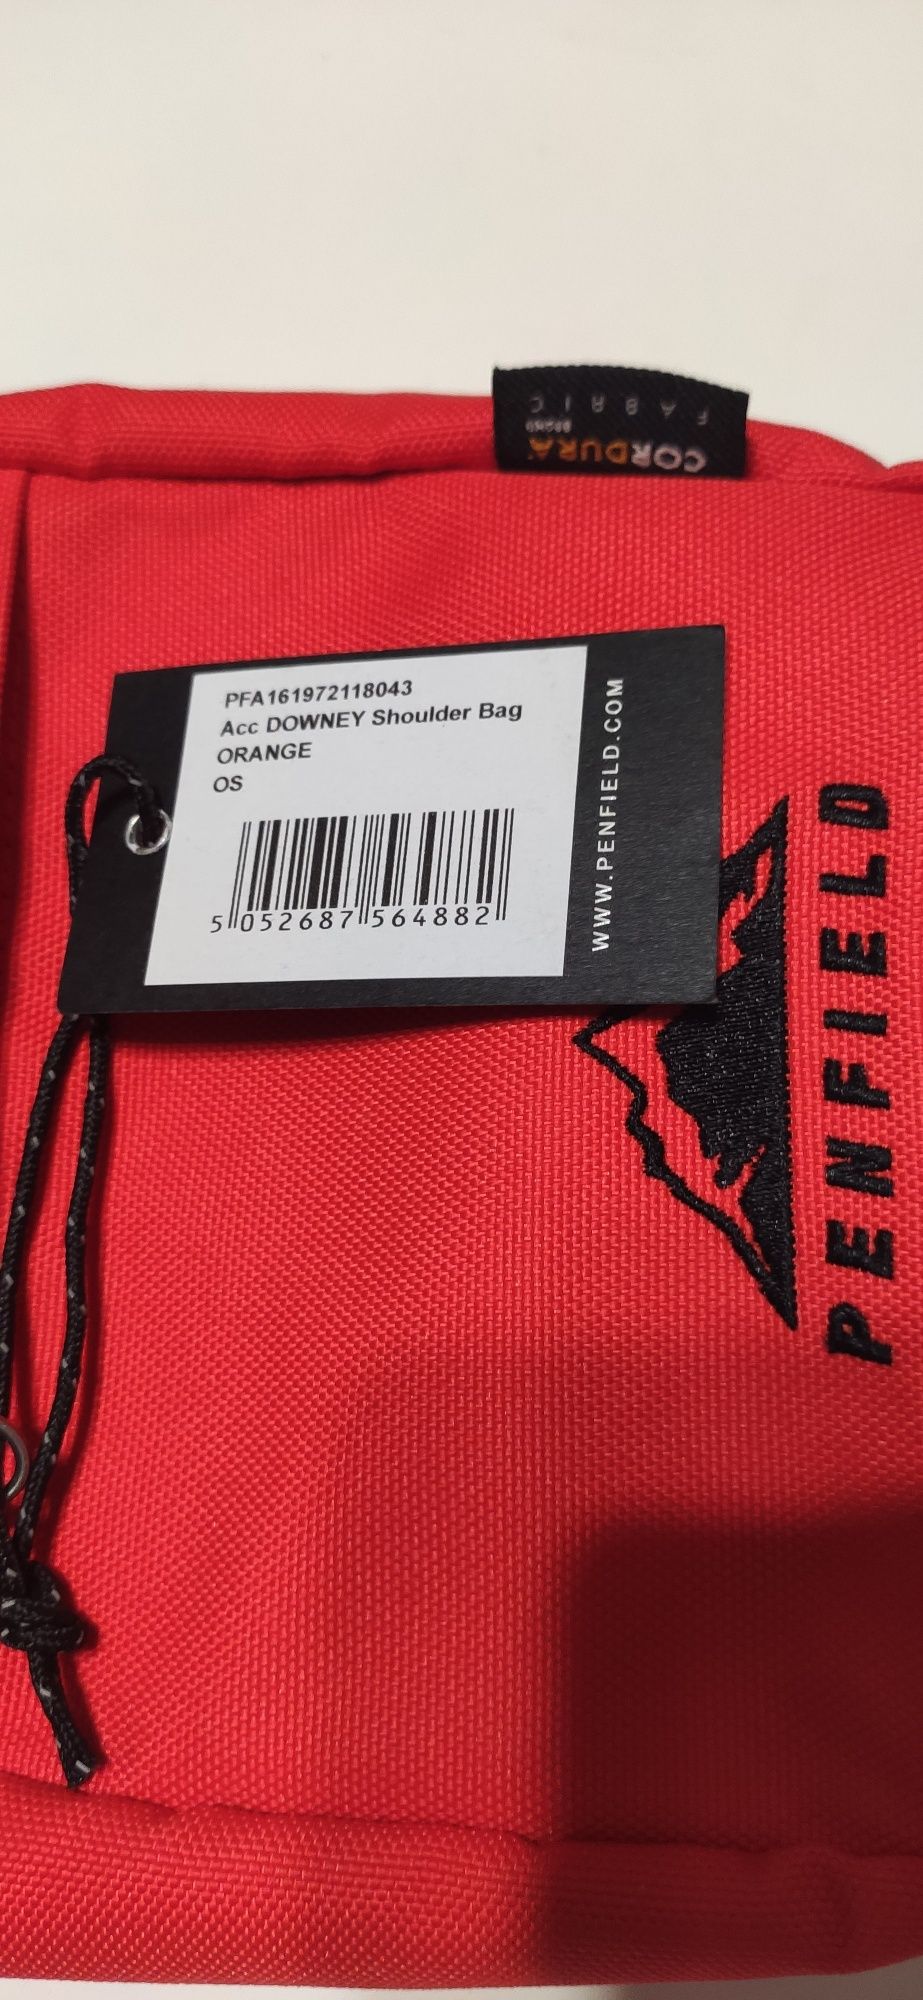 CORDURA
BRAND
FABRIC
PFA161972118043
Acc DOWNEY Shoulder Bag
ORANGE
OS
5 052687 564882
WWW.PENFIELD.COM
PENFIELD